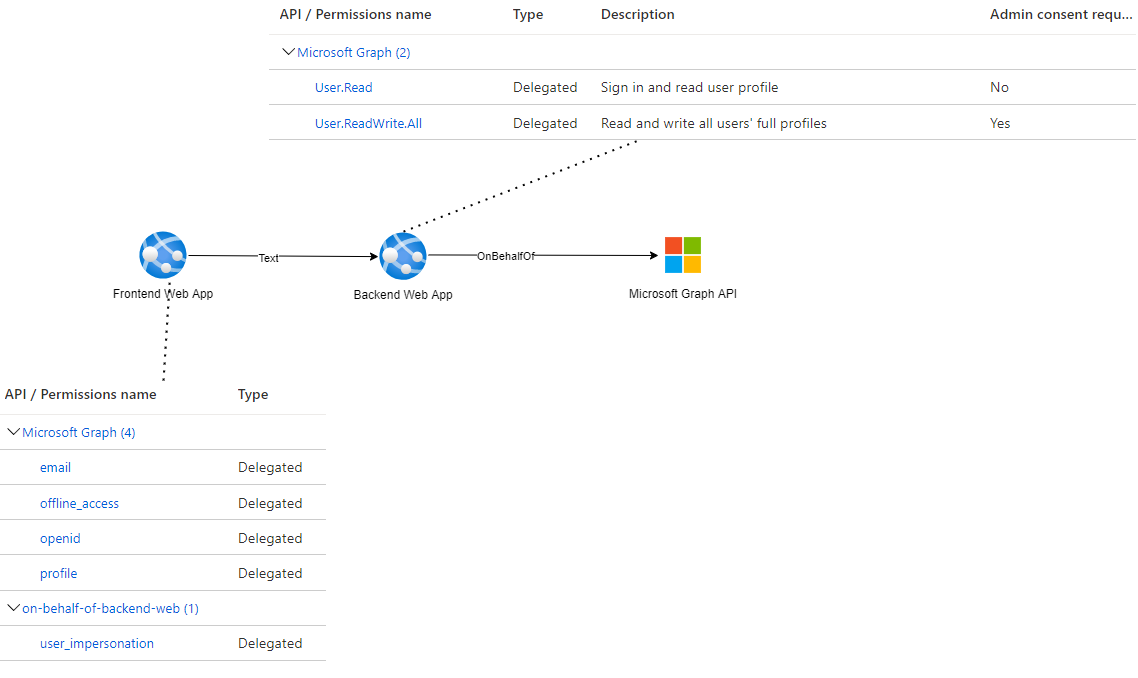 API / Permissions name Type Description Admin consent requ...
Microsoft Graph (2)
User.Read Delegated Sign in and read user profile No
User.ReadWrite.All Delegated Read and write all users' full profiles Yes
Text
OnBehalfOf
Frontend Web App
Backend Web App
Microsoft Graph API
API / Permissions name Type
Microsoft Graph (4)
email Delegated
offline_access Delegated
openid Delegated
profile Delegated
on-behalf-of-backend-web (1)
user_impersonation Delegated